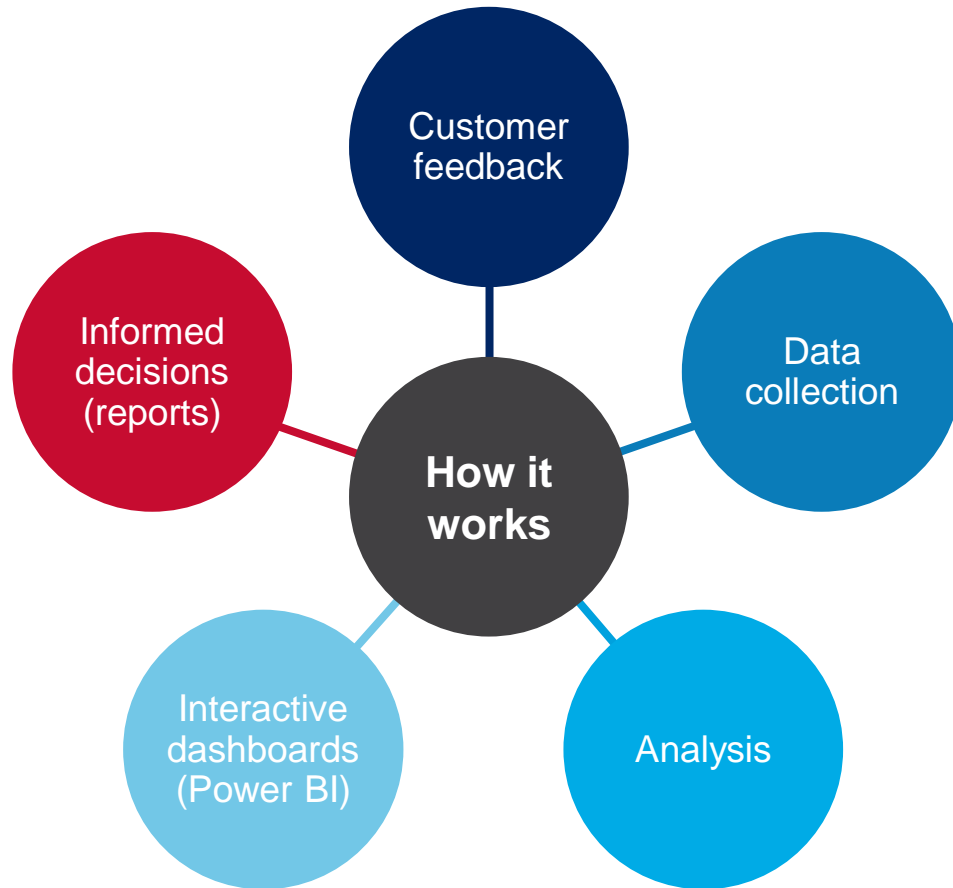 Customer
feedback
Data
collection
Analysis
Interactive
dashboards
(Power BI)
Informed
decisions
(reports)
How it
works